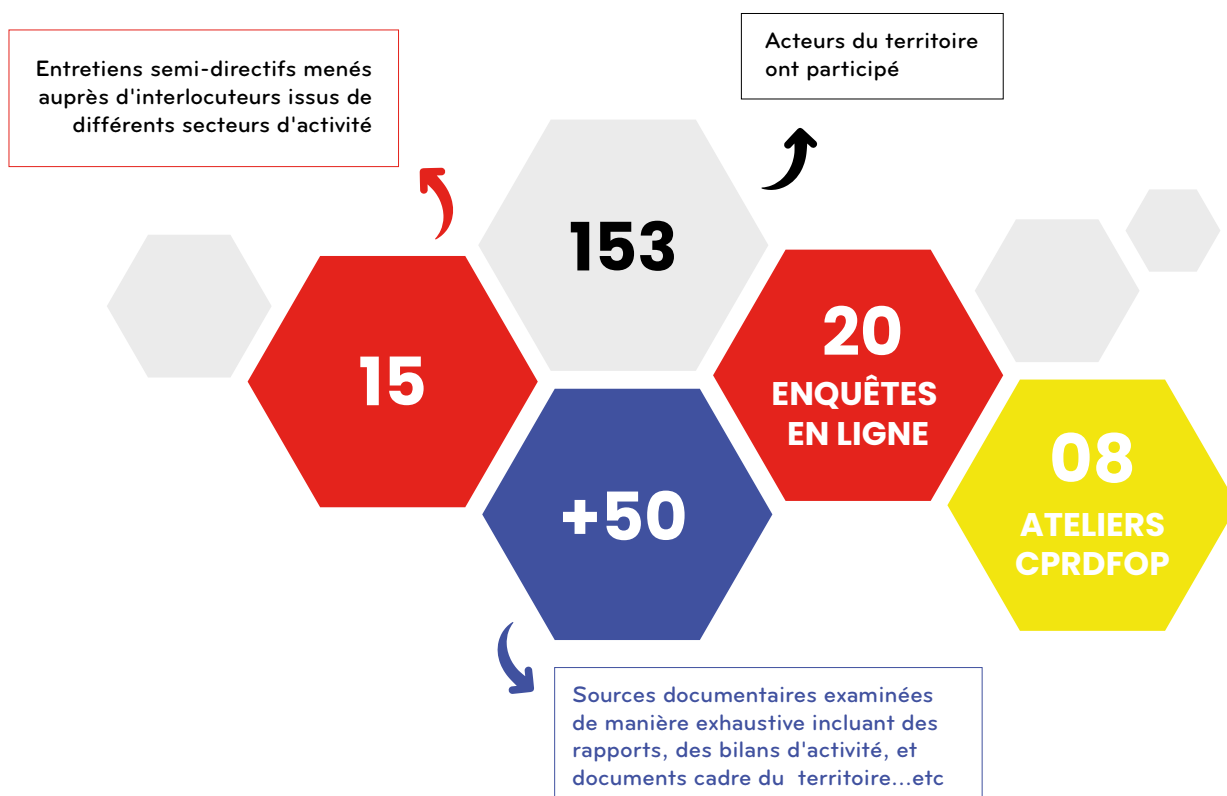 Entretiens semi-directifs menés
auprès d'interlocuteurs issus de
différents secteurs d'activité
Acteurs du territoire
ont participé
153
15
20
ENQUÊTES
EN LIGNE
+50
08
ATELIERS
CPRDFOP
Sources documentaires examinées
de manière exhaustive incluant des
rapports, des bilans d'activité, et
documents cadre du  territoire...etc